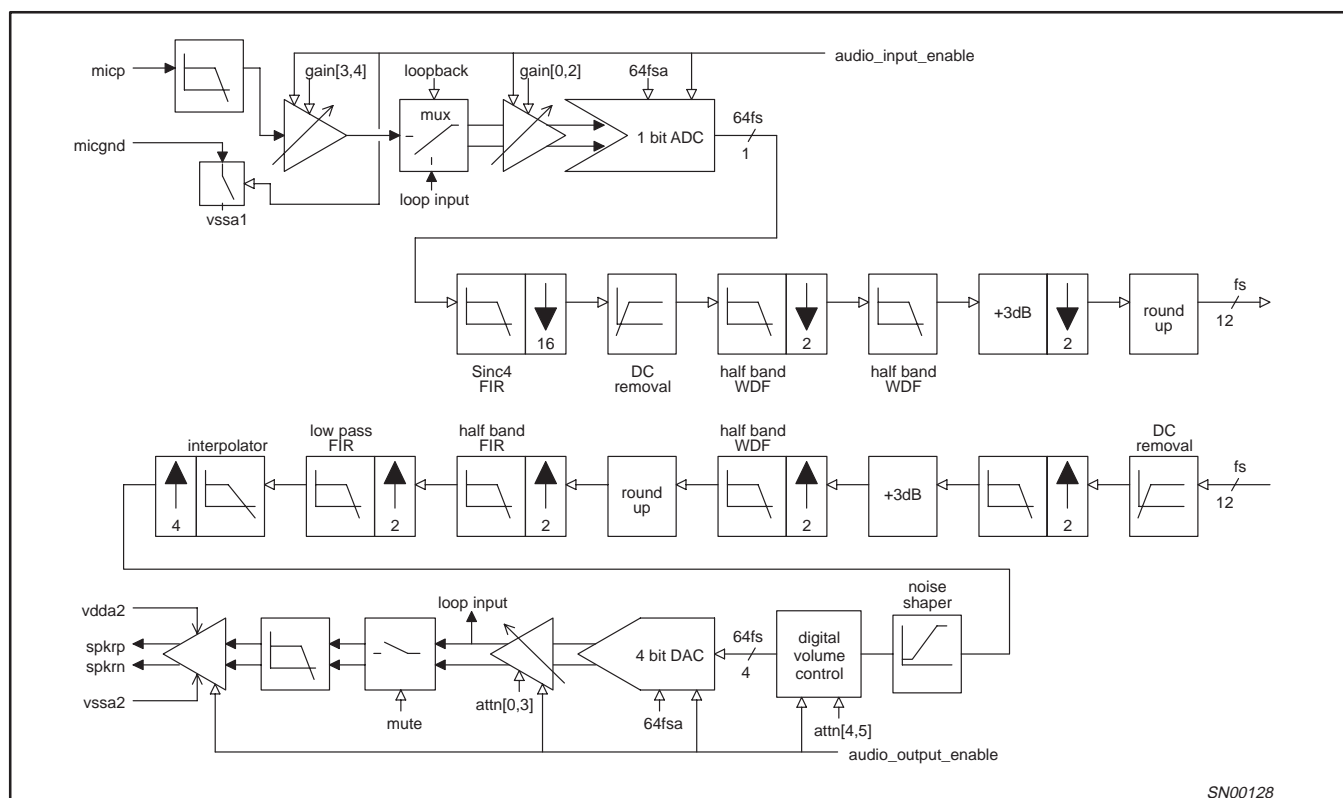 audio_input_enable
micp
gain[3,4]
loopback
gain[0,2]
64fsa
mux
1 bit ADC
64fs
1
micgnd
loop input
vssa1
16
2
+3dB
2
round
up
fs
12
Sinc4
FIR
DC
removal
half band
WDF
half band
WDF
interpolator
low pass
FIR
half band
FIR
half band
WDF
DC
removal
4
2
2
round
up
2
+3dB
2
fs
12
noise
shaper
vdda2
spkrp
spkrn
vssa2
loop input
4 bit DAC
64fs
4
digital
volume
control
mute
attn[0,3]
64fsa
attn[4,5]
audio_output_enable
SN00128